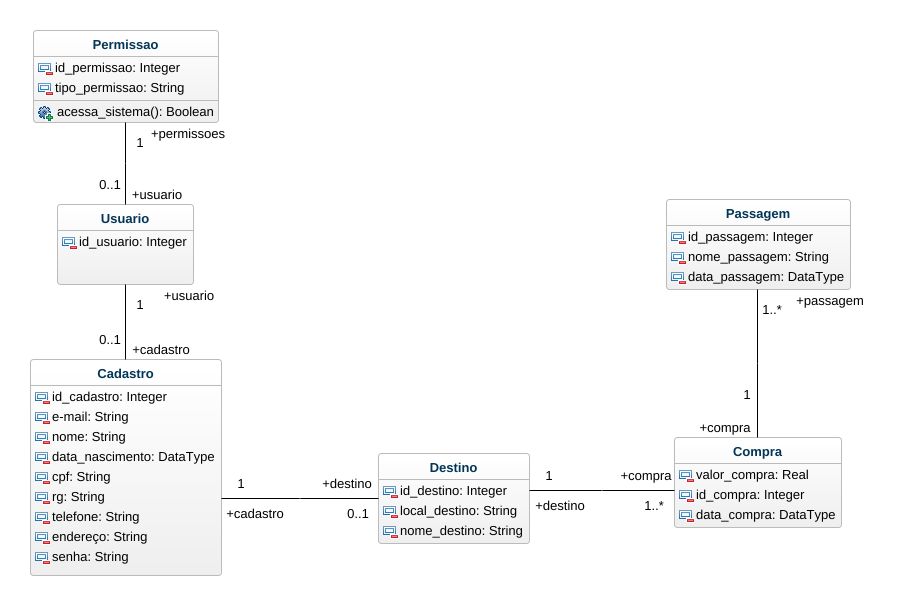 Permissao
id_permissao: Integer
tipo_permissao: String
acessa_sistema(): Boolean
1
+permissoes
0..1
+usuario
Usuario
id_usuario: Integer
1
+usuario
0..1
+cadastro
Cadastro
id_cadastro: Integer
e-mail: String
nome: String
data_nascimento: DataType
cpf: String
rg: String
telefone: String
endereço: String
senha: String
1
+cadastro
+destino
0..1
Destino
id_destino: Integer
local_destino: String
nome_destino: String
1
+destino
+compra
1..*
Passagem
id_passagem: Integer
nome_passagem: String
data_passagem: DataType
+passagem
1..*
1
+compra
Compra
valor_compra: Real
id_compra: Integer
data_compra: DataType